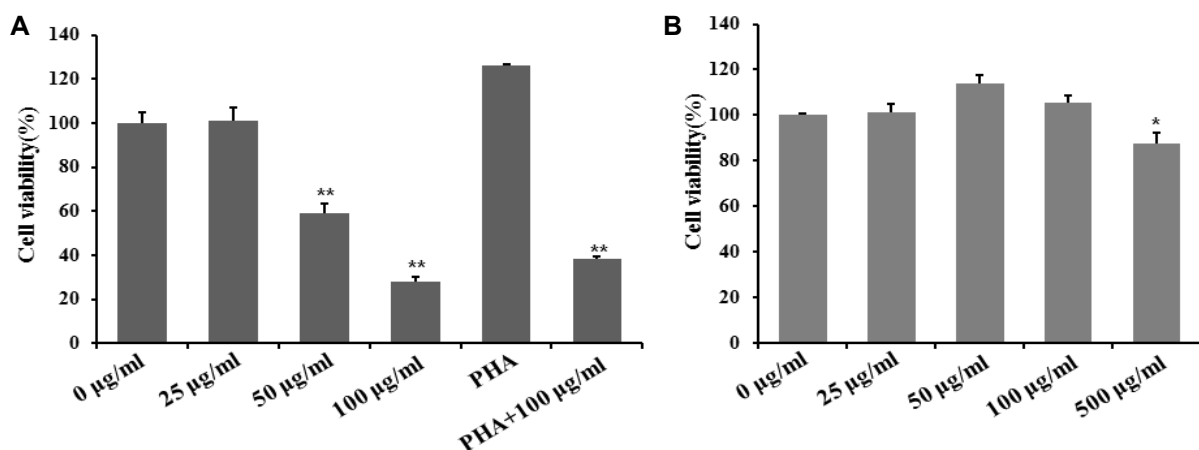 A
Cell viability(%)
140
120
100
80
60
40
20
0
**
**
**
0 µg/ml
25 µg/ml
50 µg/ml
100 µg/ml
PHA
PHA+100 µg/ml
B
Cell viability(%)
140
120
100
80
60
40
20
0
*
0 µg/ml
25 µg/ml
50 µg/ml
100 µg/ml
500 µg/ml